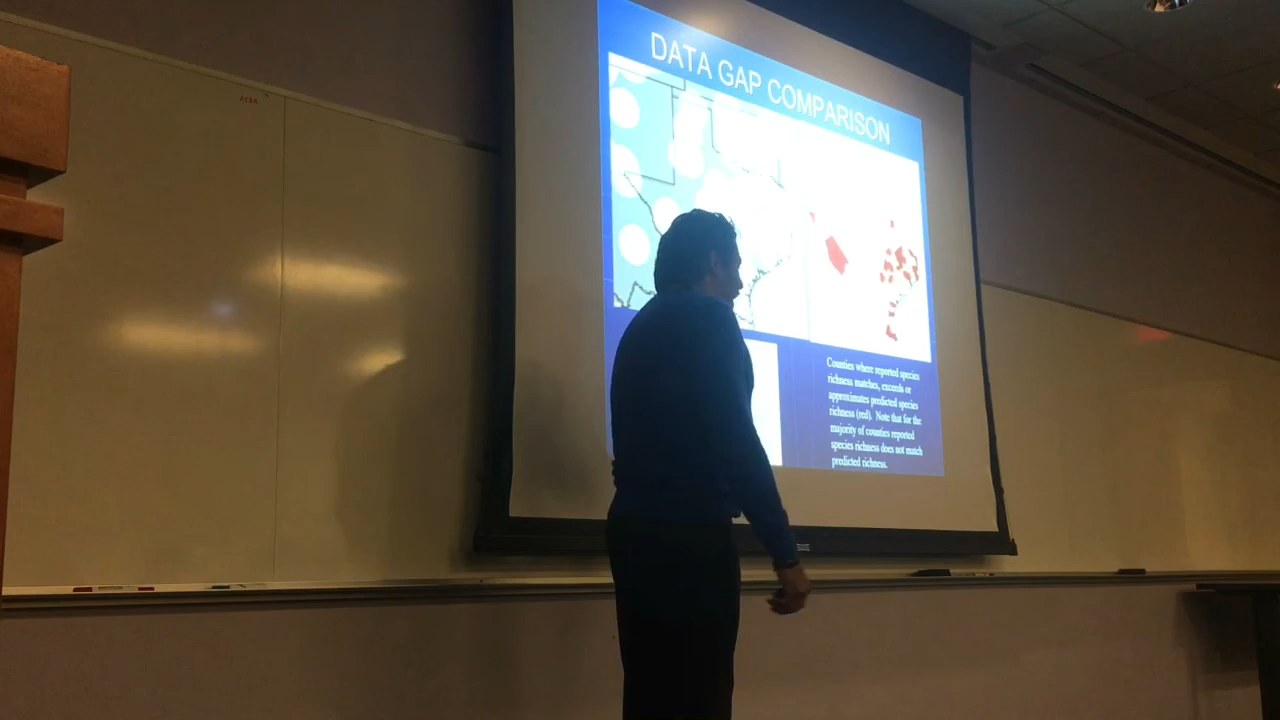 DATA GAP COMPARISON
Counties where reported species
richness matches, exceeds or
approximates predicted species
richness (red). Note that for the
majority of counties reported
species richness does not match
predicted richness.